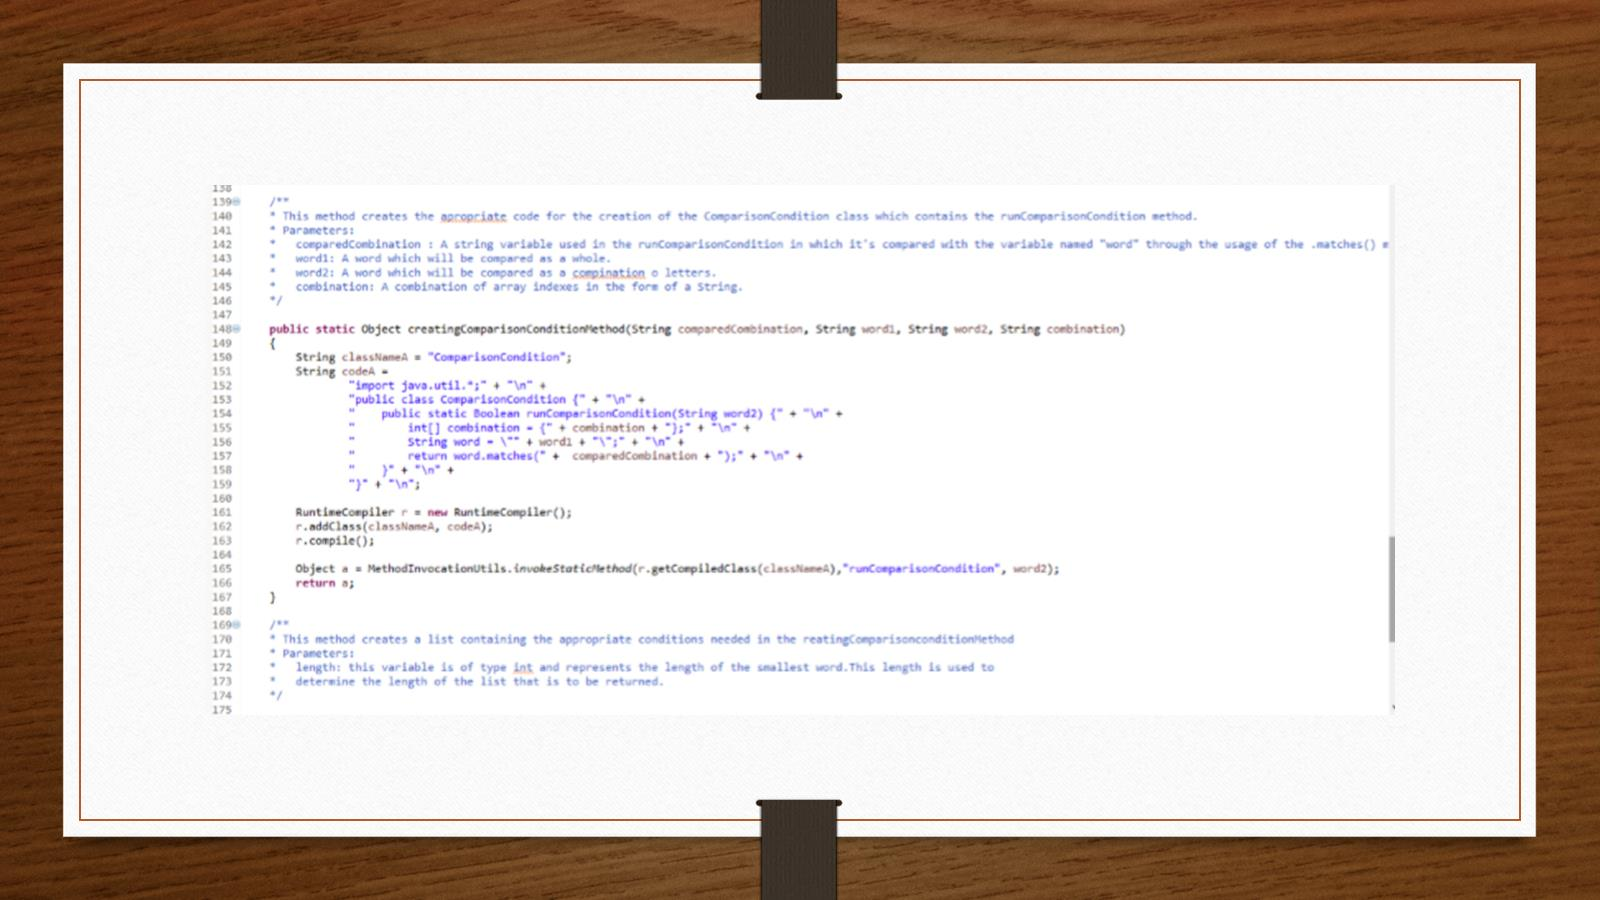 138
139 /**
140 * This method creates the apropriate code for the creation of the ComparisonCondition class which contains the runComparisonCondition method.
141 * Parameters:
142 *   comparedCombination : A string variable used in the runComparisonCondition in which it's compared with the variable named "word" through the usage of the .matches() m
143 *   word1: A word which will be compared as a whole.
144 *   word2: A word which will be compared as a compination o letters.
145 *   combination: A combination of array indexes in the form of a String.
146 */
147
148 public static Object creatingComparisonConditionMethod(String comparedCombination, String word1, String word2, String combination)
149 {
150     String classNameA = "ComparisonCondition";
151     String codeA =
152             "import java.util.*;" + "\n" +
153             "public class ComparisonCondition {" + "\n" +
154             "    public static Boolean runComparisonCondition(String word2) {" + "\n" +
155             "        int[] combination = {" + combination + "};" + "\n" +
156             "        String word = \"" + word1 + "\";" + "\n" +
157             "        return word.matches(" +  comparedCombination + ");" + "\n" +
158             "    }" + "\n" +
159             "}" + "\n";
160
161     RuntimeCompiler r = new RuntimeCompiler();
162     r.addClass(classNameA, codeA);
163     r.compile();
164
165     Object a = MethodInvocationUtils.invokeStaticMethod(r.getCompiledClass(classNameA),"runComparisonCondition", word2);
166     return a;
167 }
168
169 /**
170 * This method creates a list containing the appropriate conditions needed in the reatingComparisonconditionMethod
171 * Parameters:
172 *   length: this variable is of type int and represents the length of the smallest word.This length is used to
173 *   determine the length of the list that is to be returned.
174 */
175